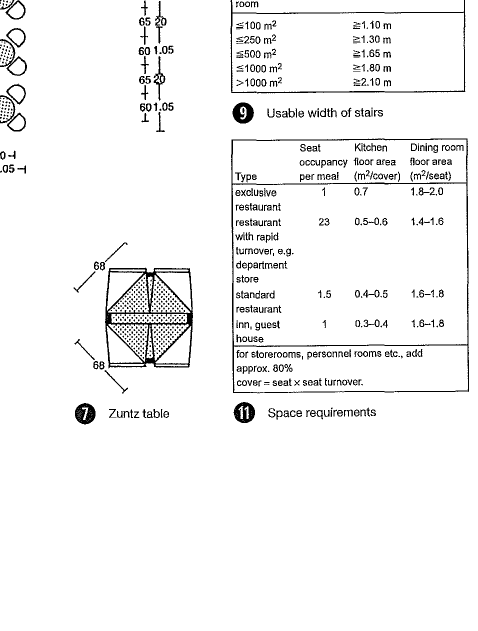 room
≦100 m² ≧1.10 m
≦250 m² ≧1.30 m
≦500 m² ≧1.65 m
≦1000 m² ≧1.80 m
>1000 m² ≧2.10 m
9 Usable width of stairs
65 20
60 1.05
65 20
60 1.05
0
.05
Seat Kitchen Dining room
occupancy floor area floor area
Type per meal (m²/cover) (m²/seat)
exclusive 1 0.7 1.8–2.0
restaurant
restaurant 23 0.5–0.6 1.4–1.6
with rapid
turnover, e.g.
department
store
standard 1.5 0.4–0.5 1.6–1.8
restaurant
inn, guest 1 0.3–0.4 1.6–1.8
house
for storerooms, personnel rooms etc., add
approx. 80%
cover = seat × seat turnover.
11 Space requirements
68
68
7 Zuntz table